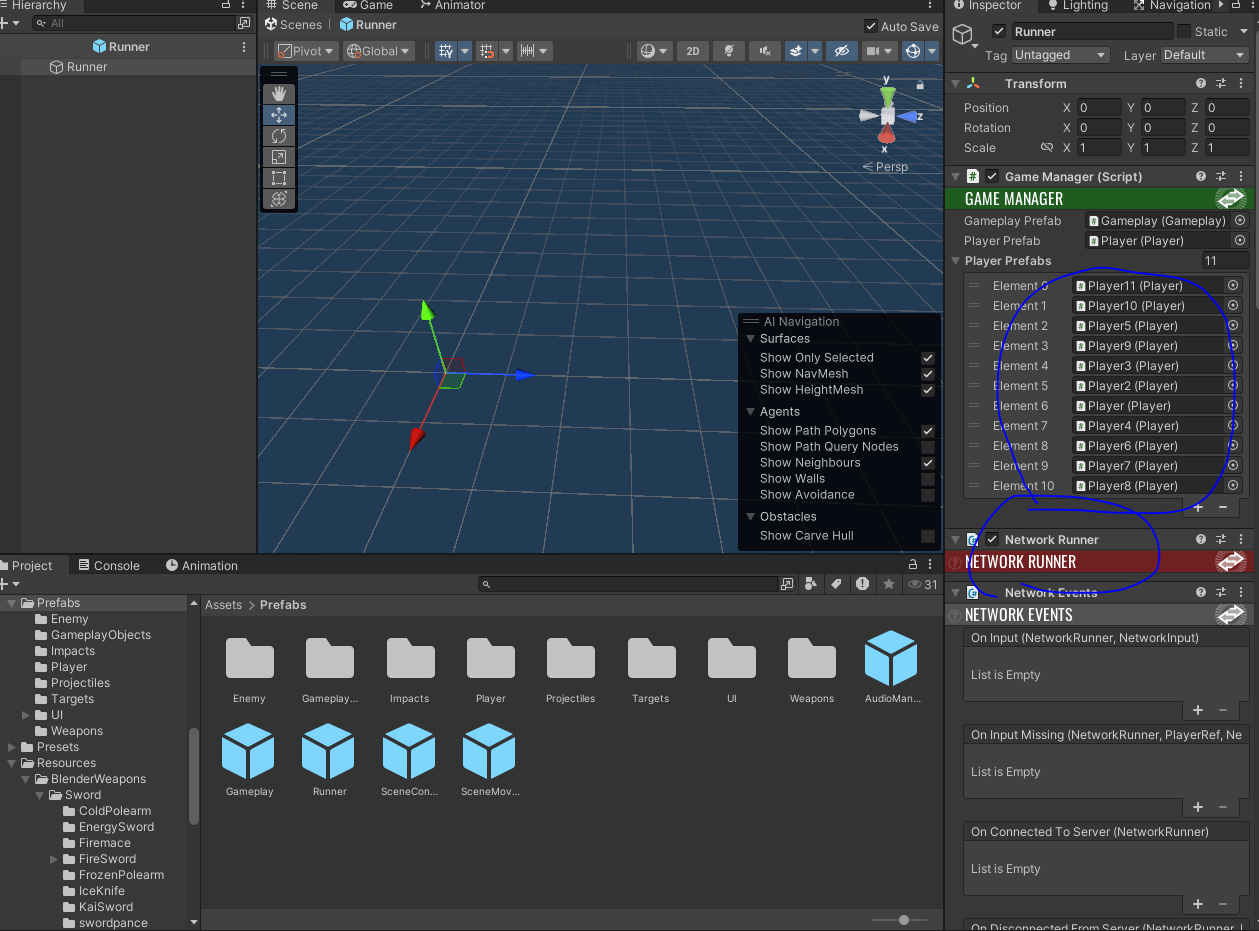 Hierarchy
All
Runner
Runner
Scene
Game
Animator
Scenes
Runner
Auto Save
Pivot
Global
2D
y
z
x
Persp
AI Navigation
Surfaces
Show Only Selected
Show NavMesh
Show HeightMesh
Agents
Show Path Polygons
Show Path Query Nodes
Show Neighbours
Show Walls
Show Avoidance
Obstacles
Show Carve Hull
Inspector
Lighting
Navigation
Runner
Static
Tag Untagged
Layer Default
Transform
Position X 0 Y 0 Z 0
Rotation X 0 Y 0 Z 0
Scale X 1 Y 1 Z 1
Game Manager (Script)
GAME MANAGER
Gameplay Prefab Gameplay (Gameplay)
Player Prefab Player (Player)
Player Prefabs 11
Element 0 Player11 (Player)
Element 1 Player10 (Player)
Element 2 Player5 (Player)
Element 3 Player9 (Player)
Element 4 Player3 (Player)
Element 5 Player2 (Player)
Element 6 Player (Player)
Element 7 Player4 (Player)
Element 8 Player6 (Player)
Element 9 Player7 (Player)
Element 10 Player8 (Player)
Network Runner
NETWORK RUNNER
Network Events
NETWORK EVENTS
On Input (NetworkRunner, NetworkInput)
List is Empty
On Input Missing (NetworkRunner, PlayerRef, Ne
List is Empty
On Connected To Server (NetworkRunner)
List is Empty
On Disconnected From Server (NetworkRunner,
Project
Console
Animation
31
Prefabs
Enemy
GameplayObjects
Impacts
Player
Projectiles
Targets
UI
Weapons
Presets
Resources
BlenderWeapons
Sword
ColdPolearm
EnergySword
Firemace
FireSword
FrozenPolearm
IceKnife
KaiSword
swordpance
Assets > Prefabs
Enemy
Gameplay...
Impacts
Player
Projectiles
Targets
UI
Weapons
AudioMan...
Gameplay
Runner
SceneCon...
SceneMov...